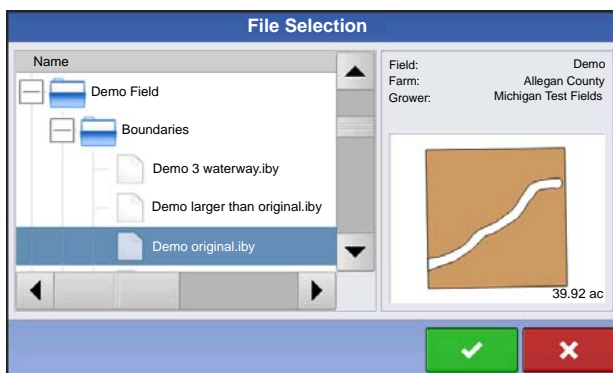 File Selection
Name
Demo Field
Boundaries
Demo 3 waterway.iby
Demo larger than original.iby
Demo original.iby
Field: Demo
Farm: Allegan County
Grower: Michigan Test Fields
39.92 ac